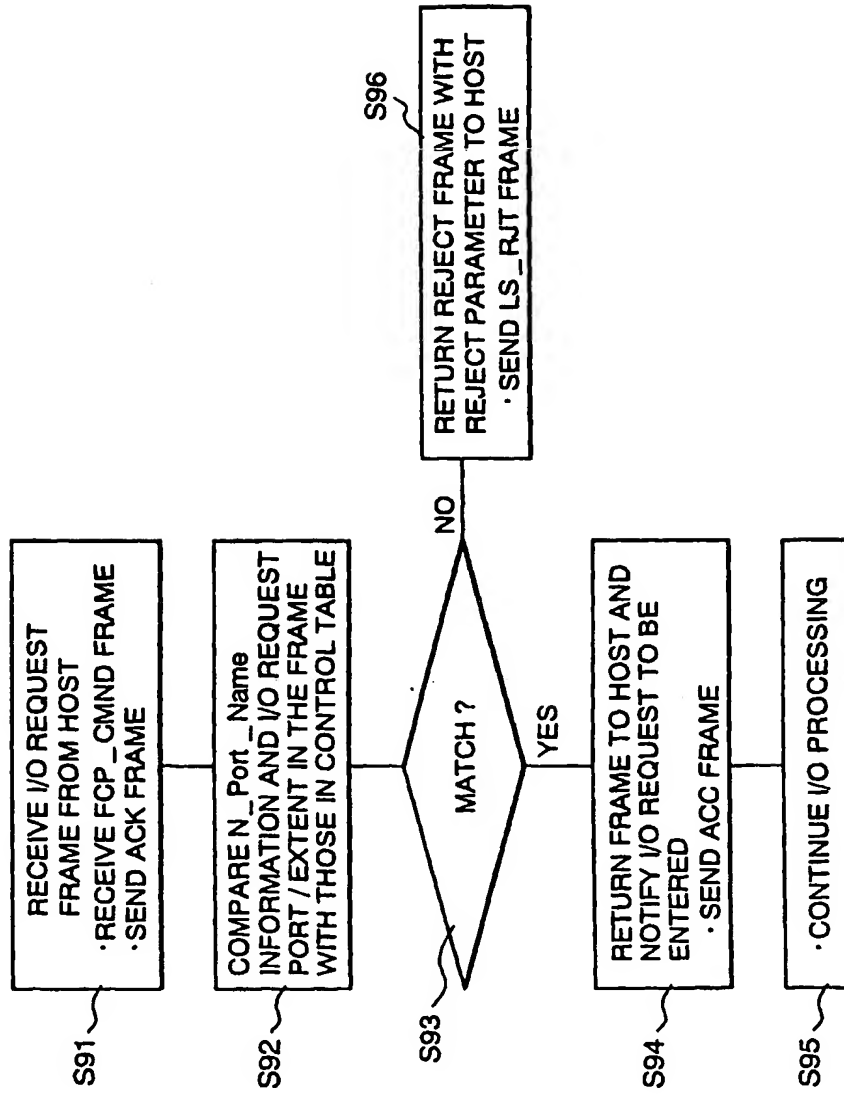 S91
RECEIVE I/O REQUEST
FRAME FROM HOST
·RECEIVE FCP_CMND FRAME
·SEND ACK FRAME
S92
COMPARE N_Port_Name
INFORMATION AND I/O REQUEST
PORT / EXTENT IN THE FRAME
WITH THOSE IN CONTROL TABLE
S93
MATCH ?
NO
S96
RETURN REJECT FRAME WITH
REJECT PARAMETER TO HOST
· SEND LS_RJT FRAME
YES
S94
RETURN FRAME TO HOST AND
NOTIFY I/O REQUEST TO BE
ENTERED
· SEND ACC FRAME
S95
· CONTINUE I/O PROCESSING